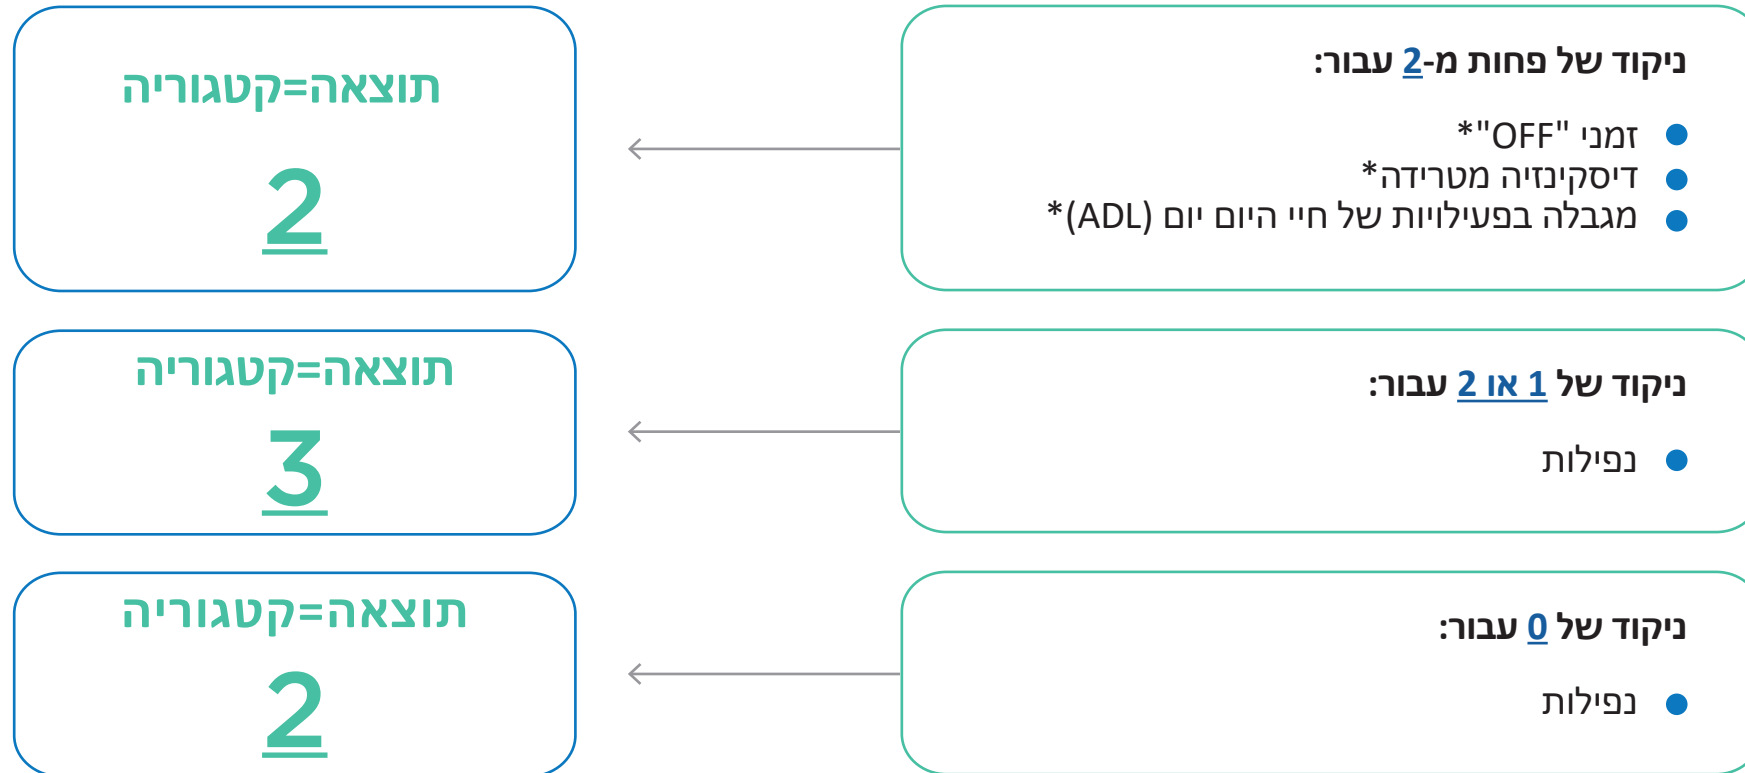 ניקוד של פחות מ-2 עבור:
זמני "OFF"*
דיסקינזיה מטרידה*
מגבלה בפעילויות של חיי היום יום (ADL)*
תוצאה=קטגוריה
2
ניקוד של 1 או 2 עבור:
נפילות
תוצאה=קטגוריה
3
ניקוד של 0 עבור:
נפילות
תוצאה=קטגוריה
2